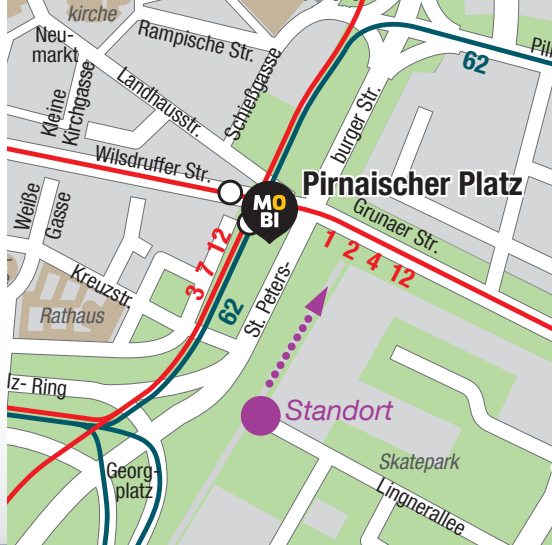 kirche
Neu-
markt
Rampische Str.
Schießgasse
62
Pill
Kleine
Kirchgasse
Landhausstr.
burger Str.
Wilsdruffer Str.
MO
BI
Pirnaischer Platz
Weiße
Gasse
Grunaer Str.
3 7 12
1 2 4 12
Kreuzstr.
62
St. Peters-
Rathaus
lz- Ring
Standort
Georg-
platz
Skatepark
Lingnerallee